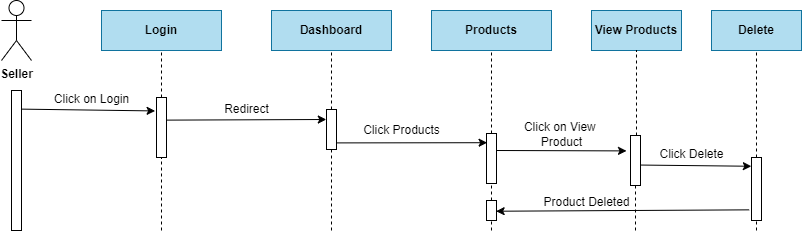 Login
Dashboard
Products
View Products
Delete
Seller
Click on Login
Redirect
Click Products
Click on View
Product
Click Delete
Product Deleted